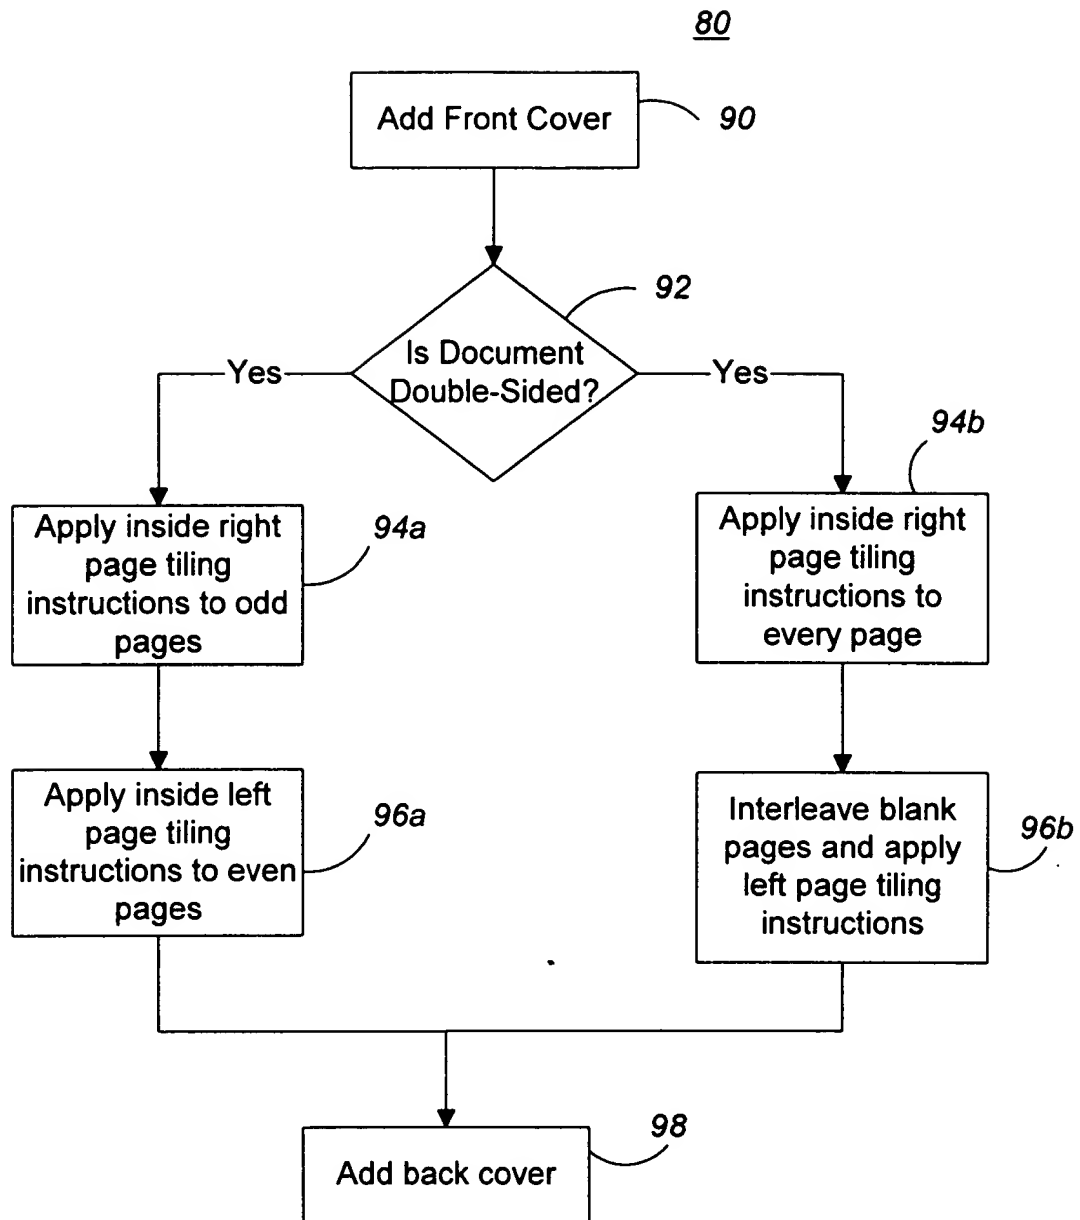 80
Add Front Cover
90
92
Is Document
Double-Sided?
Yes
Yes
94a
94b
Apply inside right
page tiling
instructions to odd
pages
Apply inside right
page tiling
instructions to
every page
96a
96b
Apply inside left
page tiling
instructions to even
pages
Interleave blank
pages and apply
left page tiling
instructions
98
Add back cover